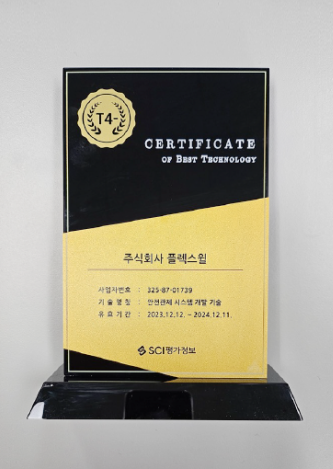 T4-
CERTIFICATE
OF BEST TECHNOLOGY
주식회사 플렉스윌
사업자번호 : 325-87-01739
기 술 명 칭 : 안전관제 시스템 개발 기술
유 효 기 간 : 2023.12.12. ~ 2024.12.11.
SCI평가정보